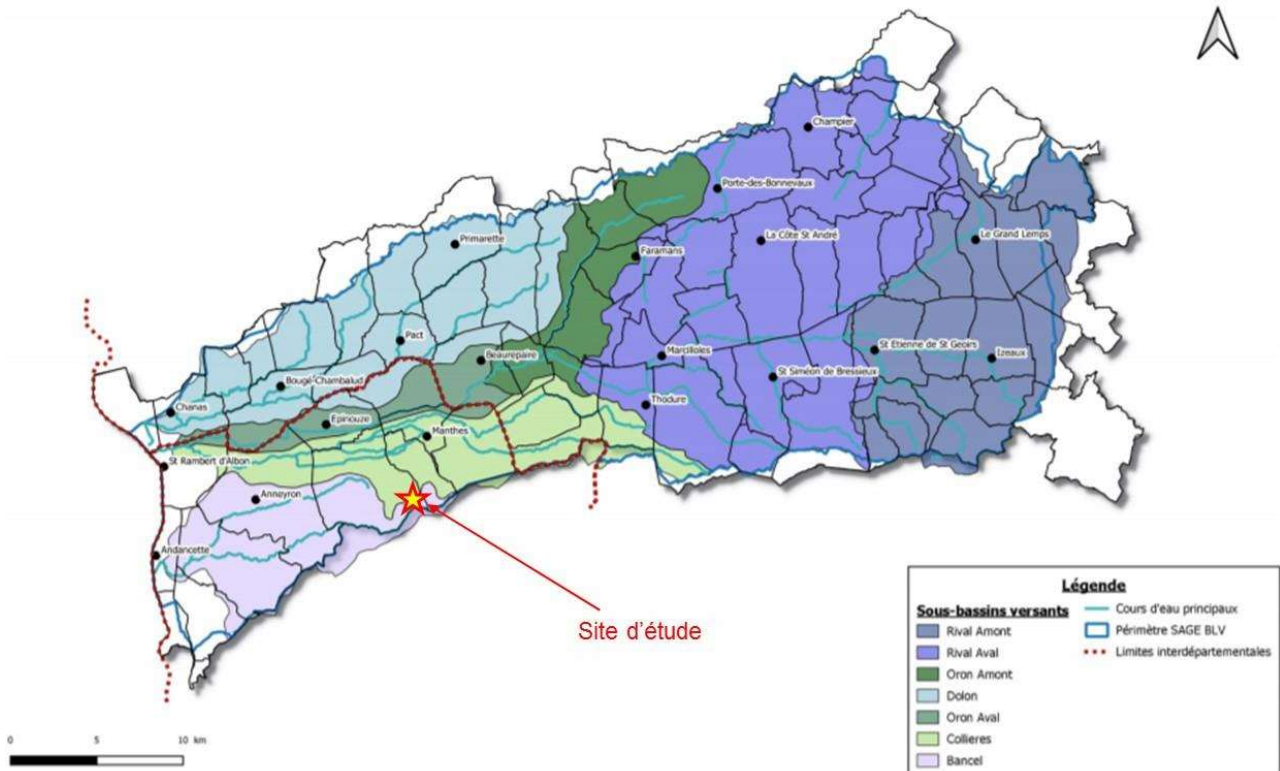 Champier
Porte-des-Bonnevaux
Primarette
La Côte St André
Le Grand Lemps
Faramans
Pact
Beaurepaire
Marcilloles
St Etienne de St Geoirs
Izeaux
Bougé-Chambalud
St Siméon de Bressieux
Chanas
Thodure
Epinouze
Manthes
St Rambert d'Albon
Anneyron
Andancette
Site d'étude
Légende
Sous-bassins versants
Rival Amont
Rival Aval
Oron Amont
Dolon
Oron Aval
Collieres
Bancel
Cours d'eau principaux
Périmètre SAGE BLV
Limites interdépartementales
0 5 10 km